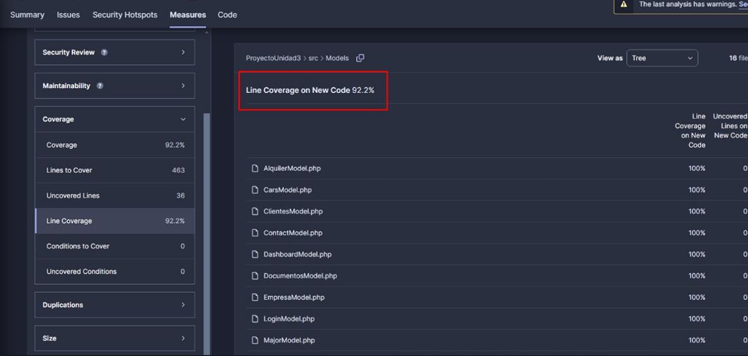 Summary Issues Security Hotspots Measures Code
The last analysis has warnings.
Security Review
Maintainability
Coverage
Coverage 92.2%
Lines to Cover 463
Uncovered Lines 36
Line Coverage 92.2%
Conditions to Cover 0
Uncovered Conditions 0
Duplications
Size
ProyectoUnidad3 > src > Models
View as Tree 16
Line Coverage on New Code 92.2%
Line Coverage on New Code
Uncovered Lines on New Code
AlquilerModel.php 100% 0
CarsModel.php 100% 0
ClientesModel.php 100% 0
ContactModel.php 100% 0
DashboardModel.php 100% 0
DocumentosModel.php 100% 0
EmpresaModel.php 100% 0
LoginModel.php 100% 0
MajorModel.php 100% 0